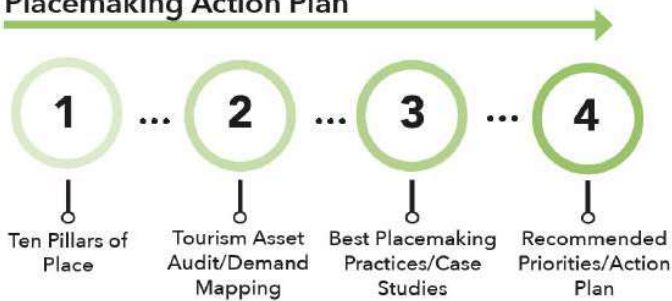 Placemaking Action Plan
1 ... 2 ... 3 ... 4
Ten Pillars of
Place
Tourism Asset
Audit/Demand
Mapping
Best Placemaking
Practices/Case
Studies
Recommended
Priorities/Action
Plan